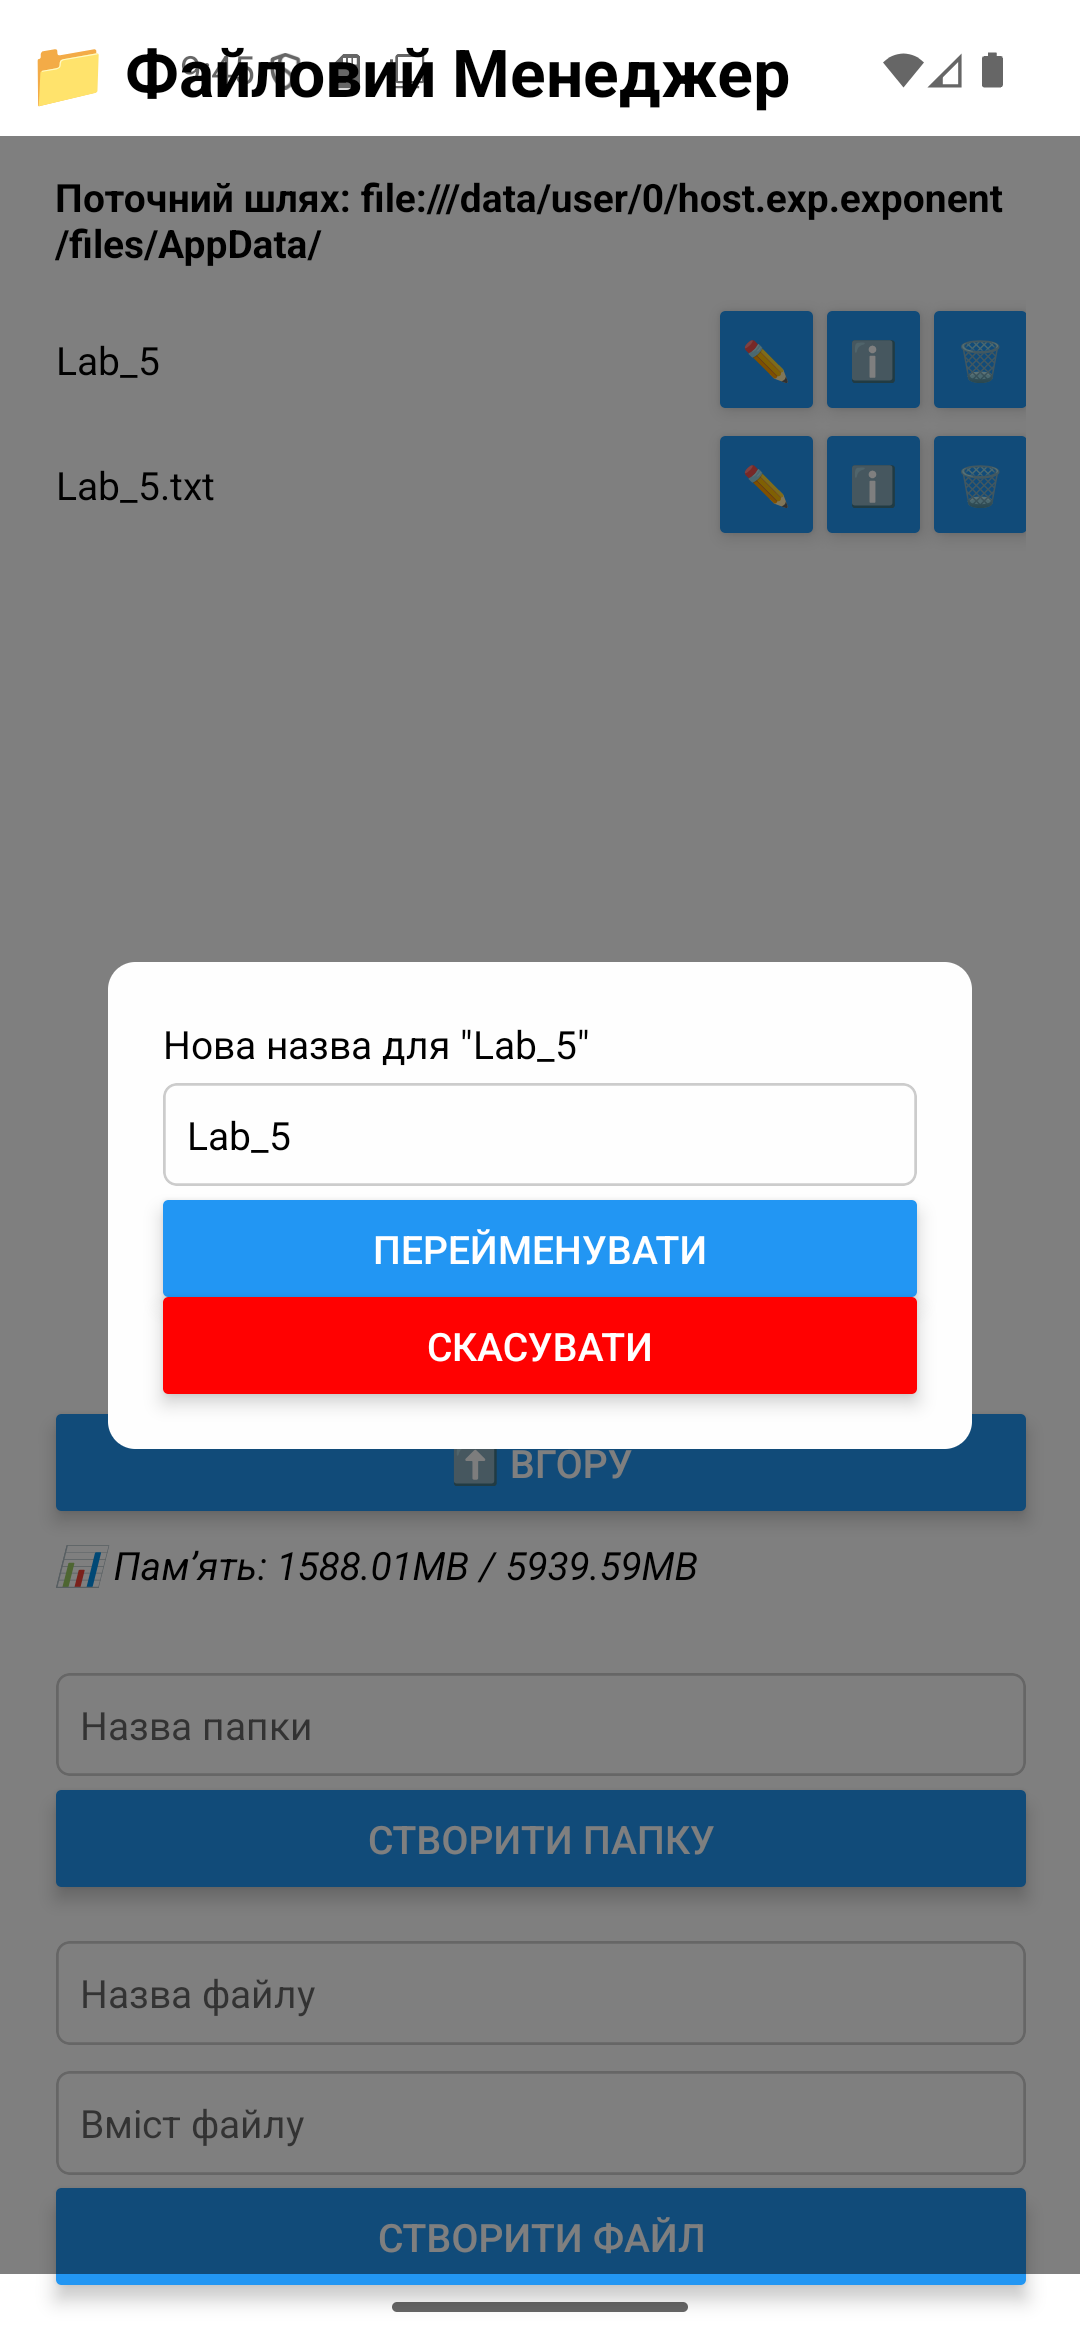 📁 Файловий Менеджер
Поточний шлях: file:///data/user/0/host.exp.exponent
/files/AppData/
Lab_5
Lab_5.txt
Нова назва для "Lab_5"
Lab_5
ПЕРЕЙМЕНУВАТИ
СКАСУВАТИ
⬆️ ВГОРУ
📊 Пам’ять: 1588.01MB / 5939.59MB
Назва папки
СТВОРИТИ ПАПКУ
Назва файлу
Вміст файлу
СТВОРИТИ ФАЙЛ